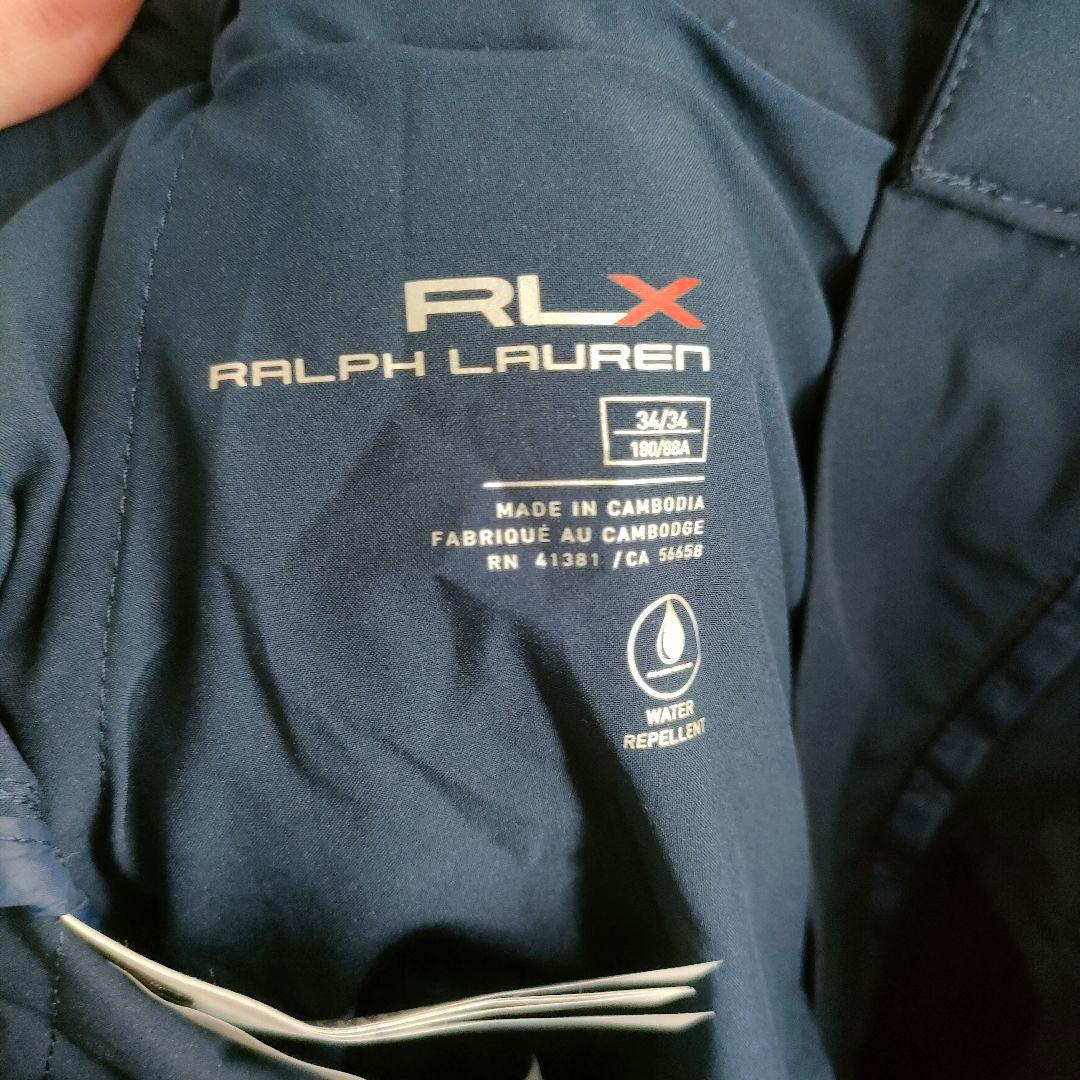 RLX
RALPH LAUREN
34/34
180/88A
MADE IN CAMBODIA
FABRIQUÉ AU CAMBODGE
RN 41381 /CA 56658
WATER
REPELLENT